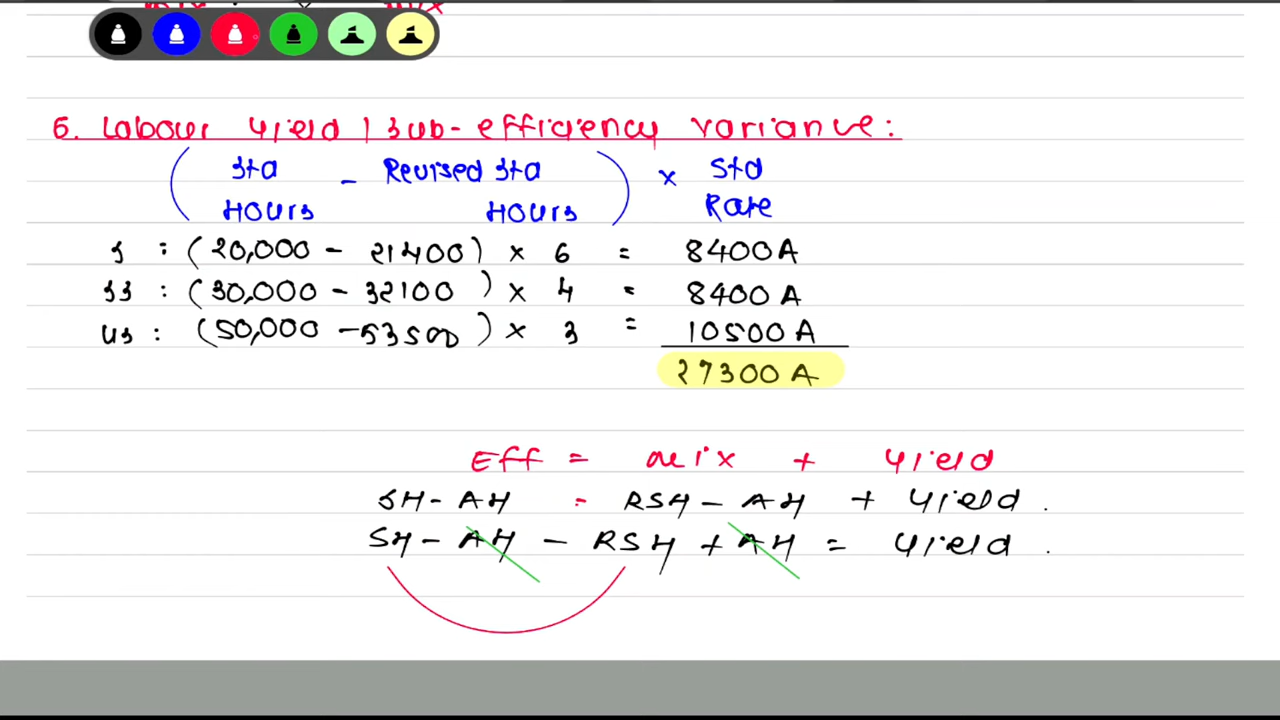 6. Labour Yield / Sub-efficiency variance:
( Std Hours - Revised Std Hours ) × Std Rate
S : (20,000 - 21400) × 6 = 8400 A
SS : (30,000 - 32100) × 4 = 8400 A
US : (50,000 - 53500) × 3 = 10500 A
27300 A
Eff = mix + Yield
SH - AH = RSH - AH + Yield.
SH - AH - RSH + AH = Yield.